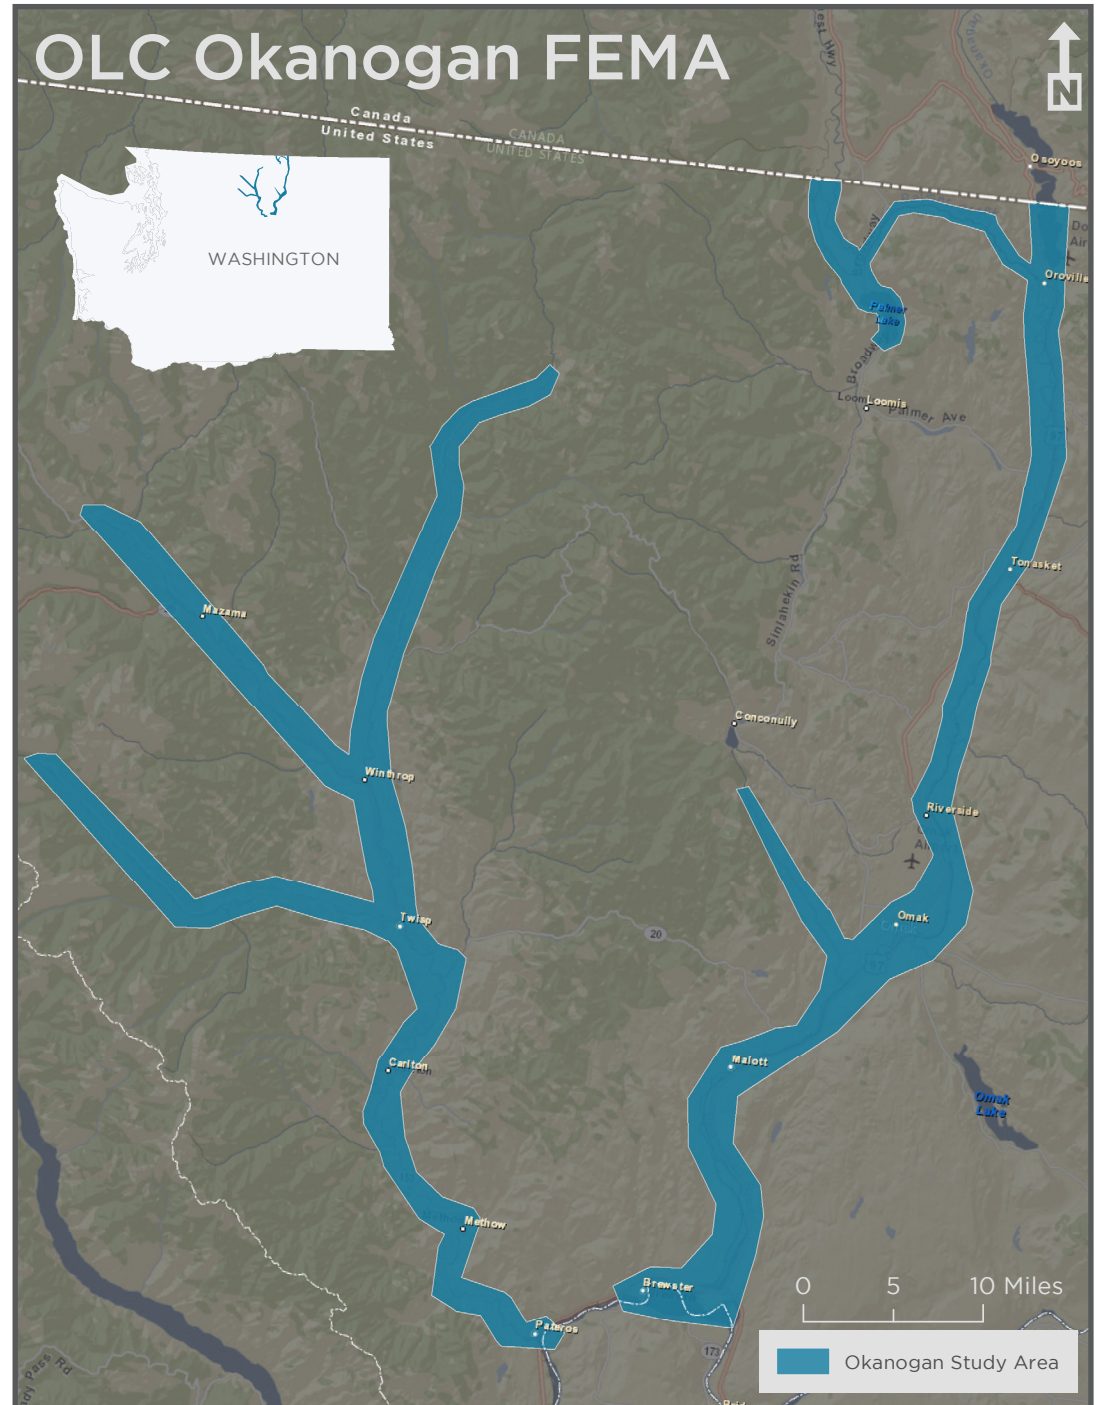 OLC Okanogan FEMA
N
Canada
United States
CANADA
UNITED STATES
Osoyoos
WASHINGTON
Oroville
Palmer
Lake
Loomis
Palmer Ave
Tonasket
Sinlahekin Rd
Mazama
Conconully
Winthrop
Riverside
Twisp
Omak
20
97
Carlton
Malott
Omak
Lake
Methow
Brewster
Pateros
0 5 10 Miles
173
Okanogan Study Area